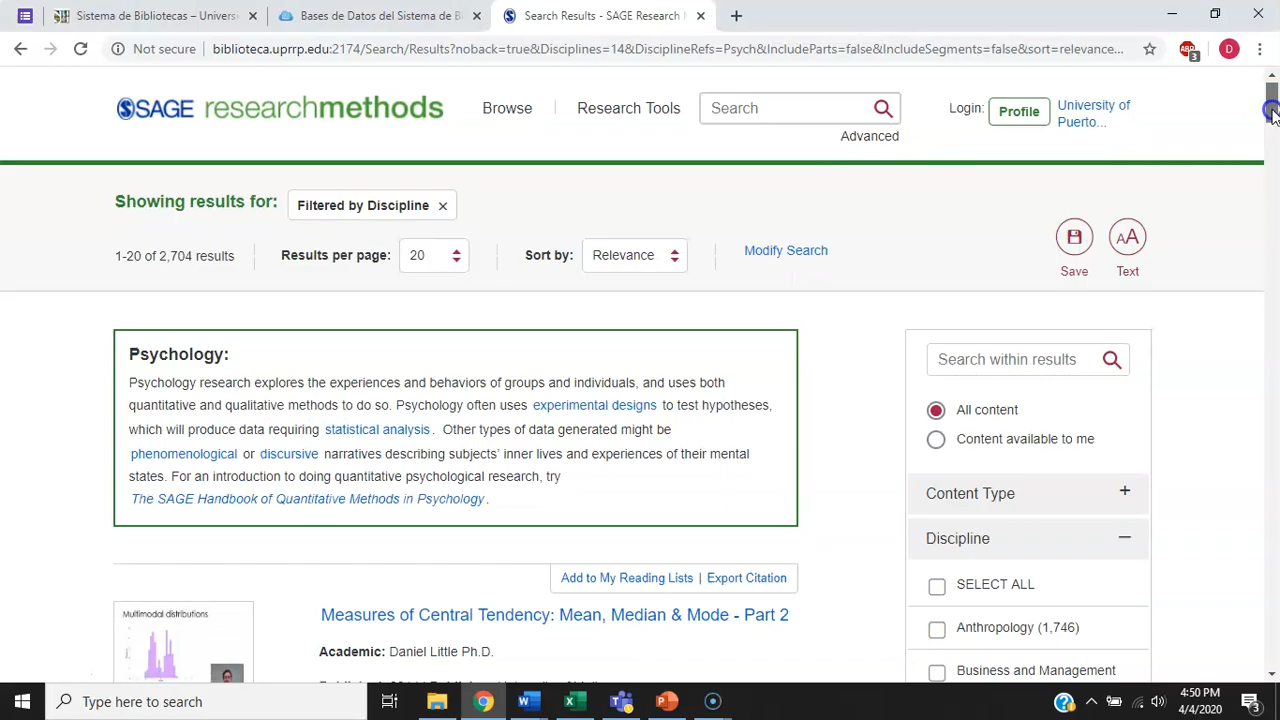 Sistema de Bibliotecas – Univers
Bases de Datos del Sistema de B
Search Results - SAGE Research
Not secure
biblioteca.uprrp.edu:2174/Search/Results?noback=true&Disciplines=14&DisciplineRefs=Psych&IncludeParts=false&IncludeSegments=false&sort=relevance...
ABP
3
D
SAGE researchmethods
Browse
Research Tools
Search
Advanced
Login:
Profile
University of
Puerto...
Showing results for:
Filtered by Discipline ×
1-20 of 2,704 results
Results per page:
20
Sort by:
Relevance
Modify Search
AA
Save
Text
Psychology:
Psychology research explores the experiences and behaviors of groups and individuals, and uses both
quantitative and qualitative methods to do so. Psychology often uses experimental designs to test hypotheses,
which will produce data requiring statistical analysis. Other types of data generated might be
phenomenological or discursive narratives describing subjects' inner lives and experiences of their mental
states. For an introduction to doing quantitative psychological research, try
The SAGE Handbook of Quantitative Methods in Psychology.
Search within results
All content
Content available to me
Content Type +
Discipline −
SELECT ALL
Anthropology (1,746)
Business and Management
Add to My Reading Lists | Export Citation
Multimodal distributions
Measures of Central Tendency: Mean, Median & Mode - Part 2
Academic: Daniel Little Ph.D.
Type here to search
4:50 PM
4/4/2020
3